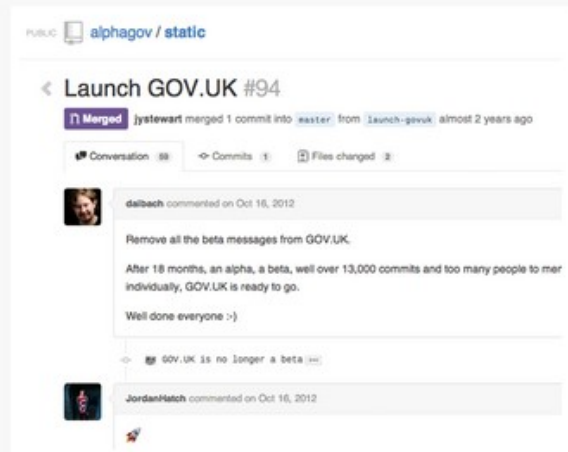 PUBLIC alphagov / static
Launch GOV.UK #94
Merged jystewart merged 1 commit into master from launch-govuk almost 2 years ago
Conversation 59 Commits 1 Files changed 2
daibach commented on Oct 16, 2012
Remove all the beta messages from GOV.UK.
After 18 months, an alpha, a beta, well over 13,000 commits and too many people to mer
individually, GOV.UK is ready to go.
Well done everyone :-)
GOV.UK is no longer a beta
JordanHatch commented on Oct 16, 2012